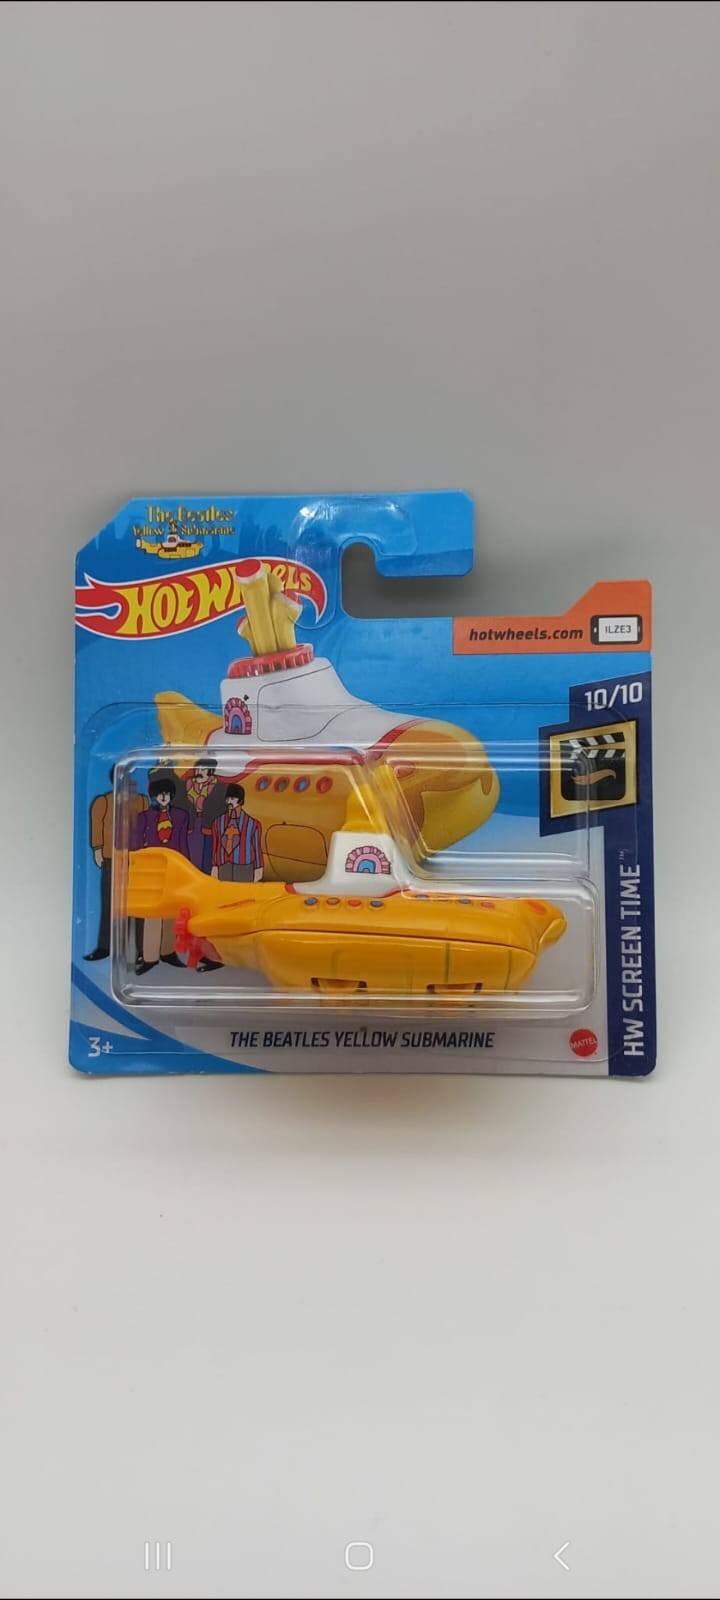 The Beatles
Yellow Submarine
HOT WHEELS
hotwheels.com
ILZE3
10/10
HW SCREEN TIME™
3+
THE BEATLES YELLOW SUBMARINE
MATTEL